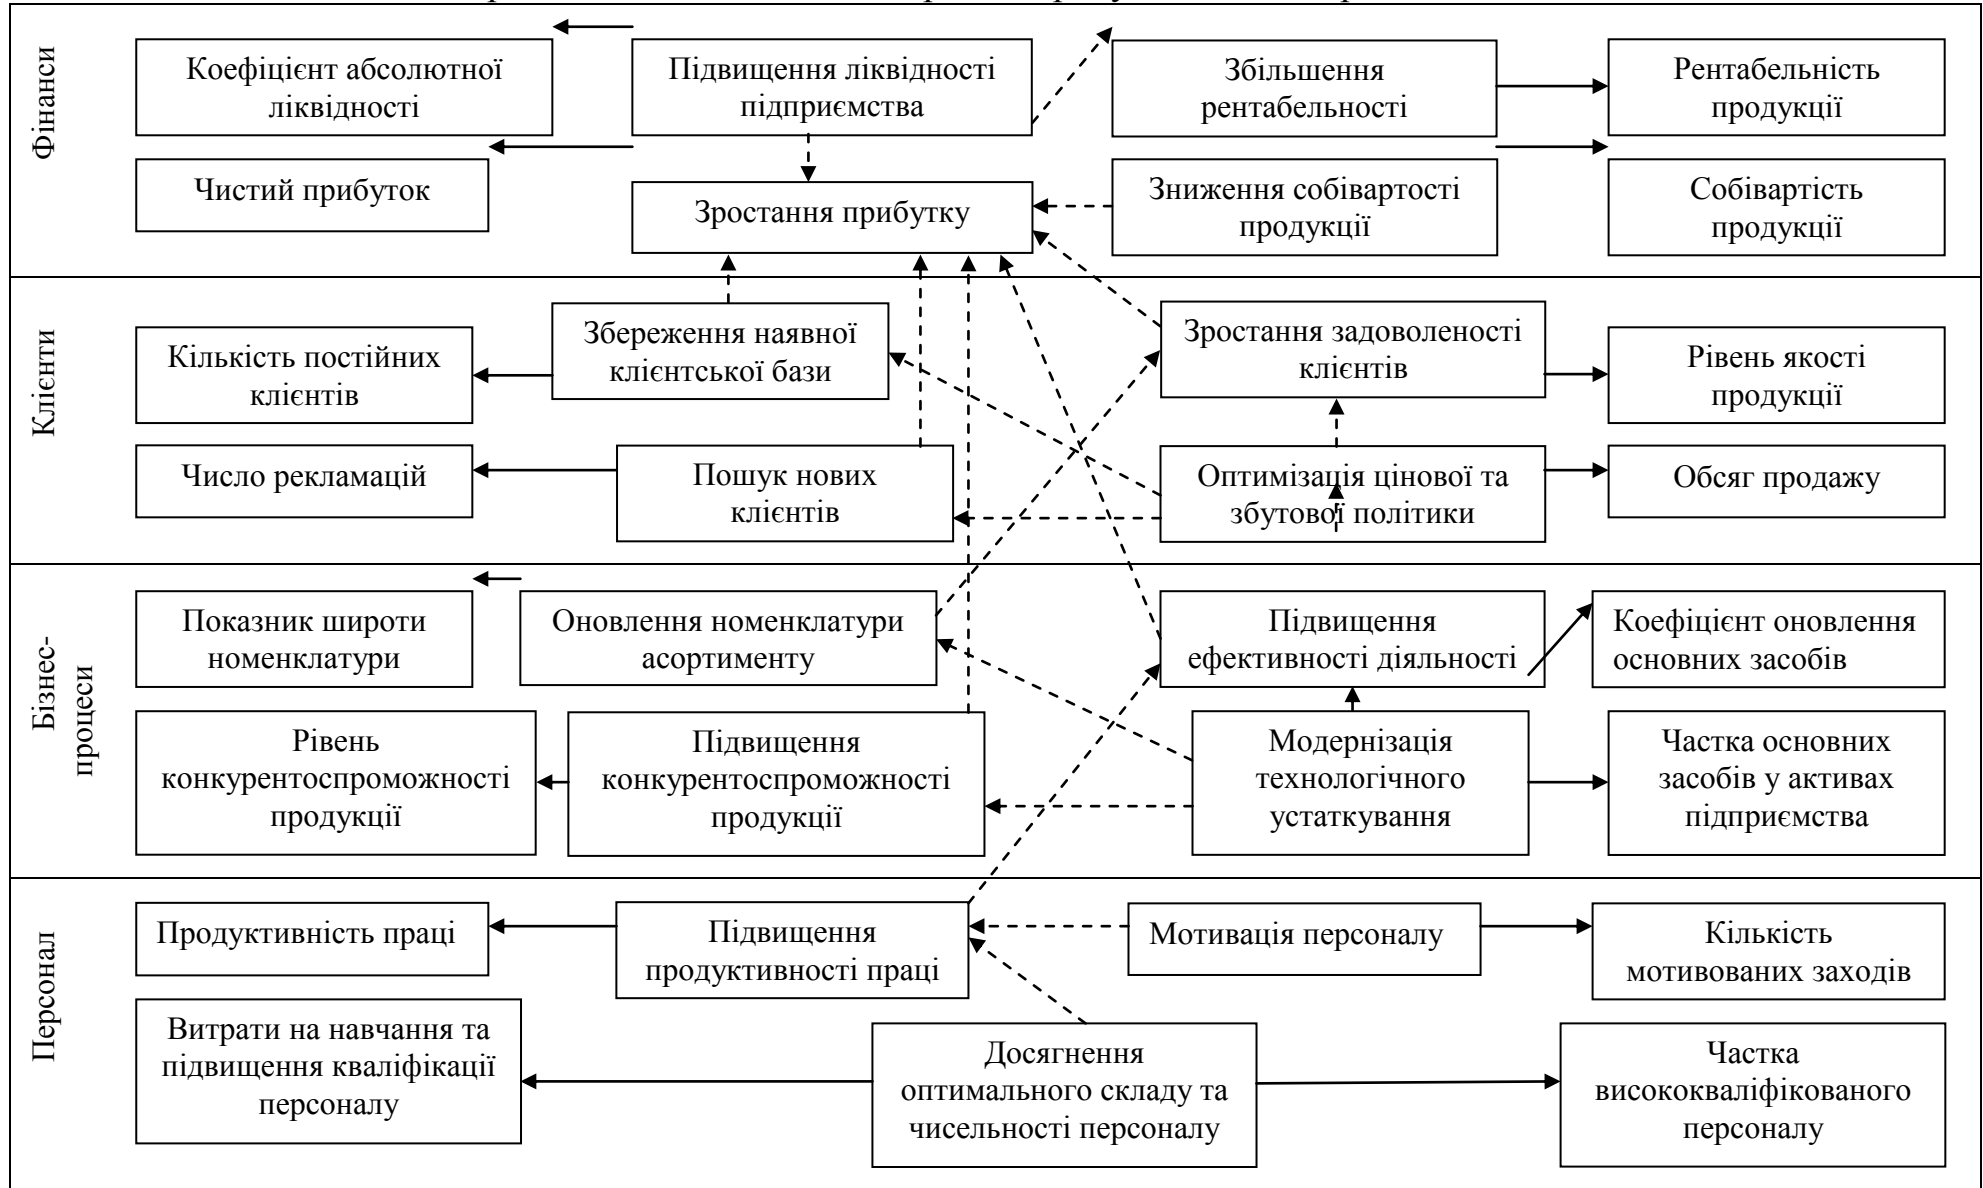 Фінанси
Коефіцієнт абсолютної
ліквідності
Підвищення ліквідності
підприємства
Збільшення
рентабельності
Рентабельність
продукції
Чистий прибуток
Зростання прибутку
Зниження собівартості
продукції
Собівартість
продукції
Клієнти
Кількість постійних
клієнтів
Збереження наявної
клієнтської бази
Зростання задоволеності
клієнтів
Рівень якості
продукції
Число рекламацій
Пошук нових
клієнтів
Оптимізація цінової та
збутової політики
Обсяг продажу
Бізнес-
процеси
Показник широти
номенклатури
Оновлення номенклатури
асортименту
Підвищення
ефективності діяльності
Коефіцієнт оновлення
основних засобів
Рівень
конкурентоспроможності
продукції
Підвищення
конкурентоспроможності
продукції
Модернізація
технологічного
устаткування
Частка основних
засобів у активах
підприємства
Персонал
Продуктивність праці
Підвищення
продуктивності праці
Мотивація персоналу
Кількість
мотивованих заходів
Витрати на навчання та
підвищення кваліфікації
персоналу
Досягнення
оптимального складу та
чисельності персоналу
Частка
висококваліфікованого
персоналу